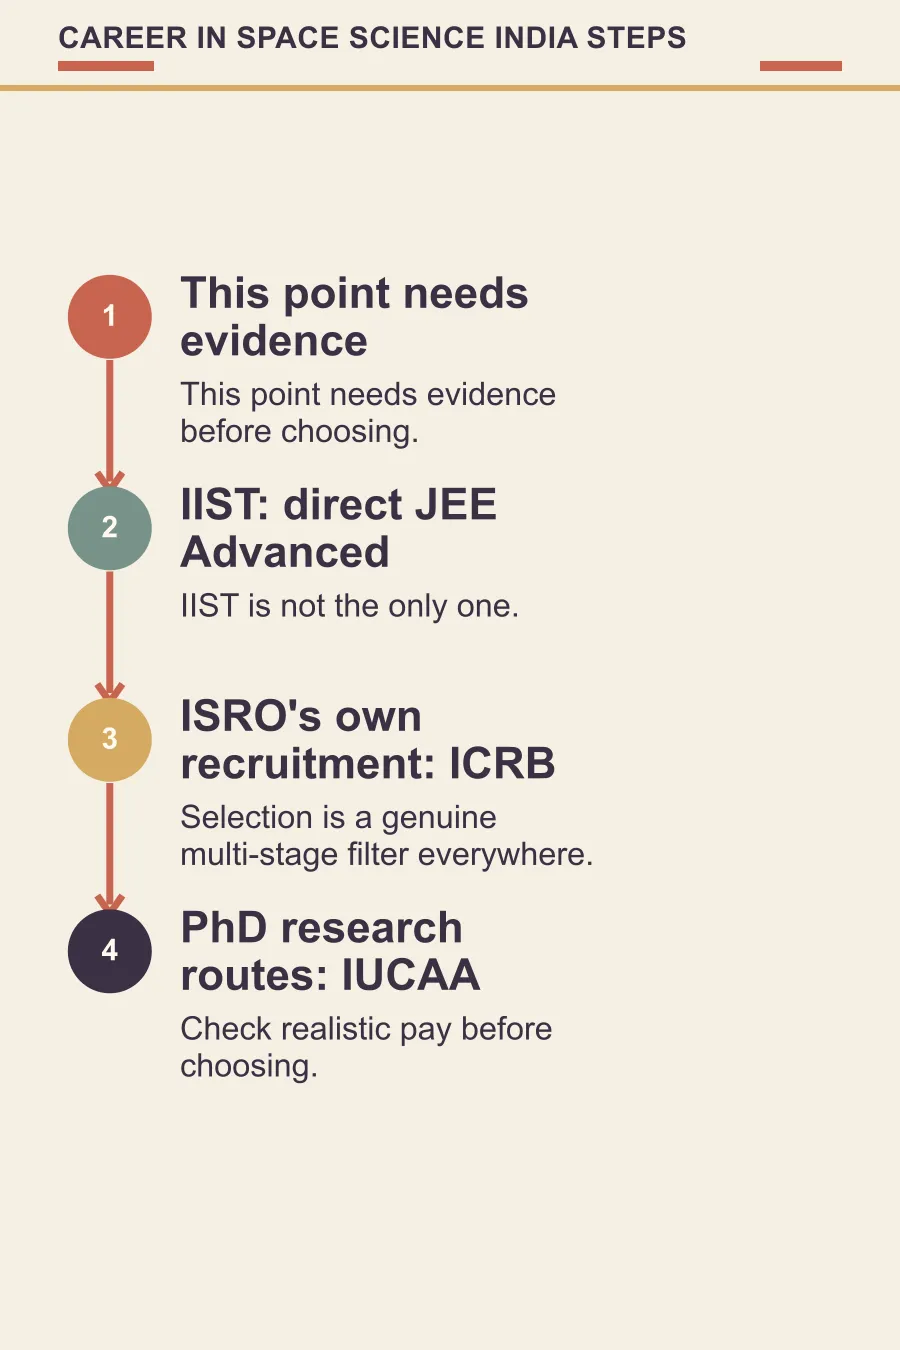 CAREER IN SPACE SCIENCE INDIA STEPS
1
This point needs
evidence
This point needs evidence
before choosing.
2
IIST: direct JEE
Advanced
IIST is not the only one.
3
ISRO's own
recruitment: ICRB
Selection is a genuine
multi-stage filter everywhere.
4
PhD research
routes: IUCAA
Check realistic pay before
choosing.